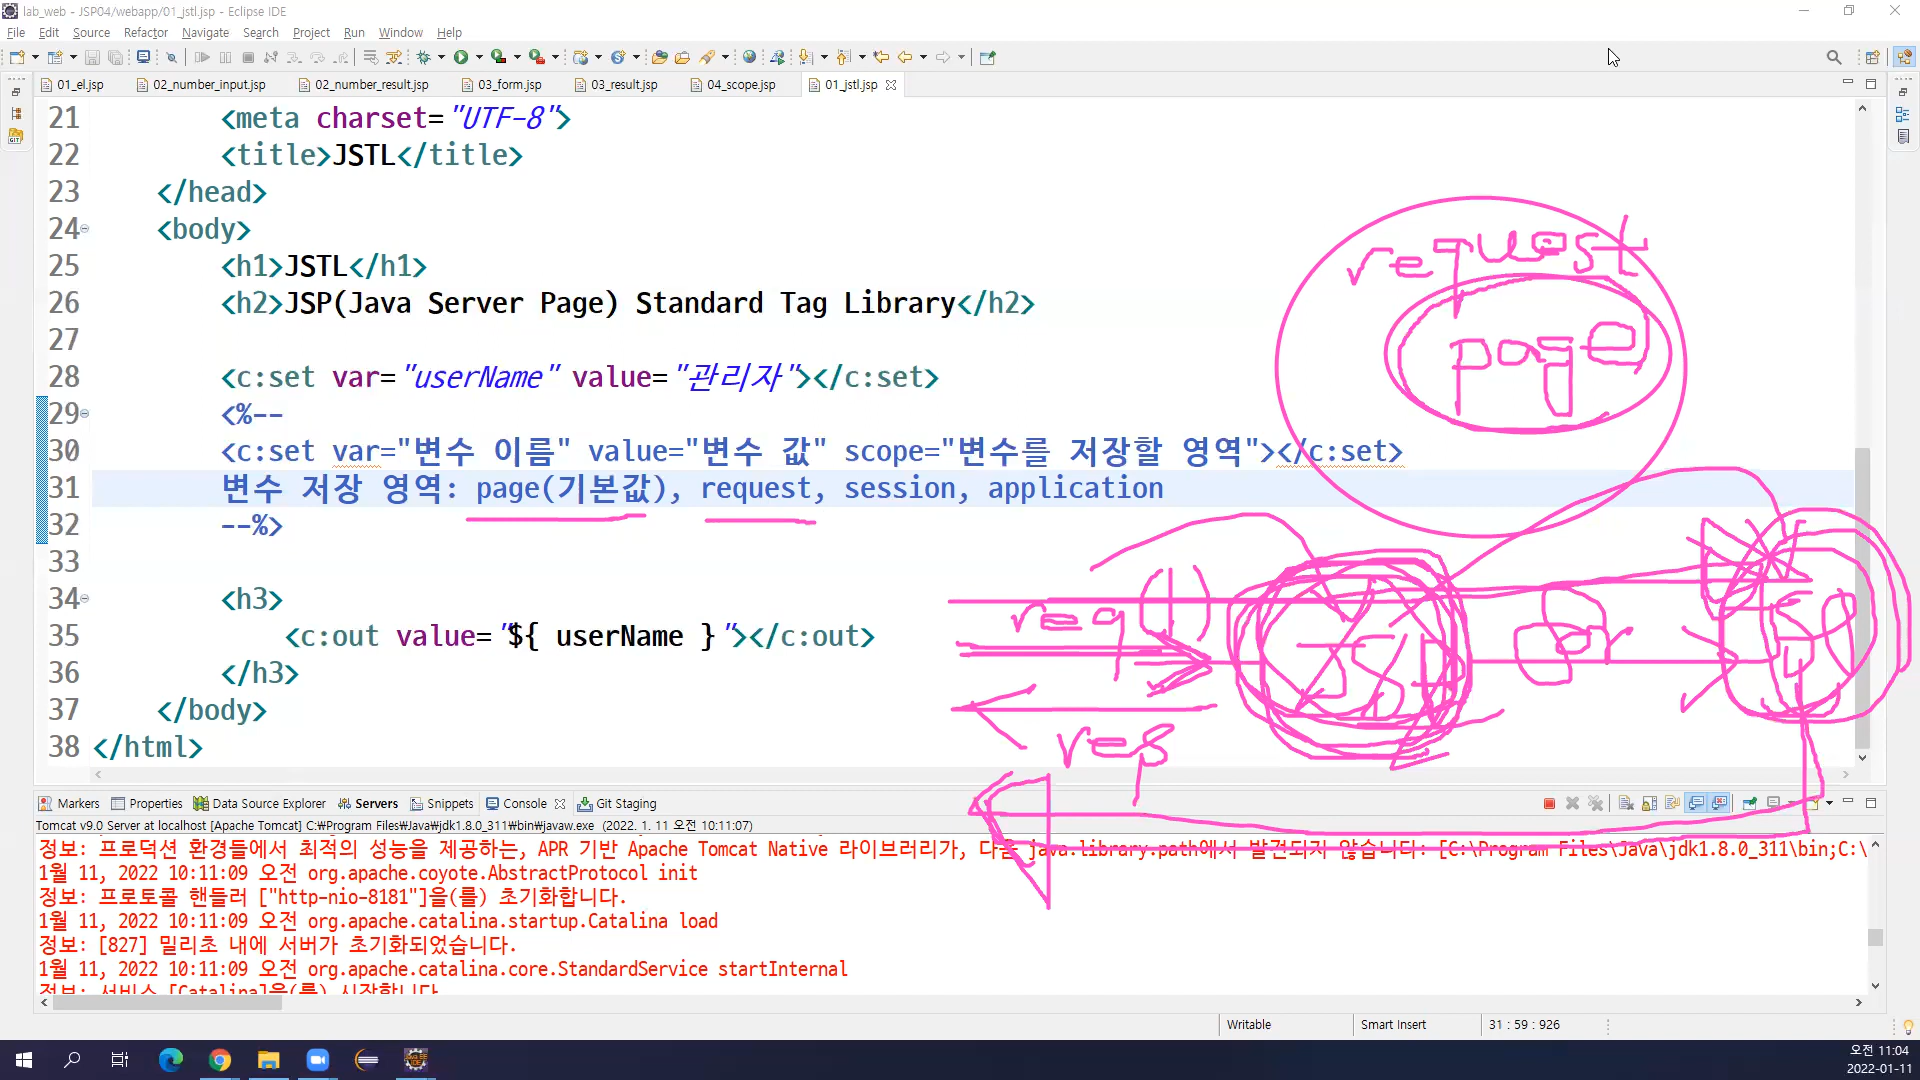 lab_web - JSP04/webapp/01_jstl.jsp - Eclipse IDE
File Edit Source Refactor Navigate Search Project Run Window Help
01_el.jsp 02_number_input.jsp 02_number_result.jsp 03_form.jsp 03_result.jsp 04_scope.jsp 01_jstl.jsp
21 <meta charset="UTF-8">
22 <title>JSTL</title>
23 </head>
24 <body>
25 <h1>JSTL</h1>
26 <h2>JSP(Java Server Page) Standard Tag Library</h2>
27
28 <c:set var="userName" value="관리자"></c:set>
29 <%--
30 <c:set var="변수 이름" value="변수 값" scope="변수를 저장할 영역"></c:set>
31 변수 저장 영역: page(기본값), request, session, application
32 --%>
33
34 <h3>
35 <c:out value="${ userName }"></c:out>
36 </h3>
37 </body>
38 </html>
request
page
req
JSP
res
Markers Properties Data Source Explorer Servers Snippets Console Git Staging
Tomcat v9.0 Server at localhost [Apache Tomcat] C:₩Program Files₩Java₩jdk1.8.0_311₩bin₩javaw.exe (2022. 1. 11 오전 10:11:07)
정보: 프로덕션 환경들에서 최적의 성능을 제공하는, APR 기반 Apache Tomcat Native 라이브러리가, 다음 java.library.path에서 발견되지 않습니다: [C:\Program Files\Java\jdk1.8.0_311\bin;C:\
1월 11, 2022 10:11:09 오전 org.apache.coyote.AbstractProtocol init
정보: 프로토콜 핸들러 ["http-nio-8181"]을(를) 초기화합니다.
1월 11, 2022 10:11:09 오전 org.apache.catalina.startup.Catalina load
정보: [827] 밀리초 내에 서버가 초기화되었습니다.
1월 11, 2022 10:11:09 오전 org.apache.catalina.core.StandardService startInternal
정보: 서비스 [Catalina]을(를) 시작합니다.
Writable Smart Insert 31 : 59 : 926
오전 11:04
2022-01-11